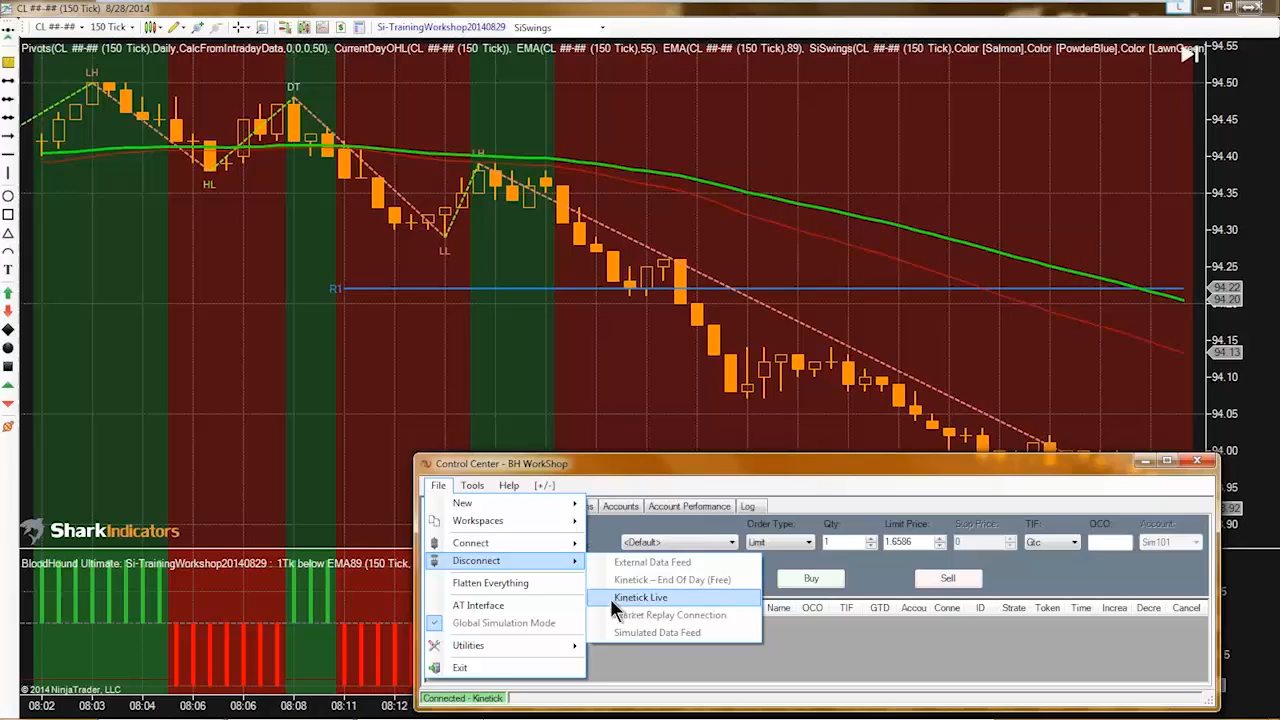 CL ##-## (150 Tick) 8/28/2014
CL ##-## 150 Tick Si-TrainingWorkshop20140829 SiSwings
Pivots(CL ##-## (150 Tick),Daily,CalcFromIntradayData,0,0,0,50), CurrentDayOHL(CL ##-## (150 Tick)), EMA(CL ##-## (150 Tick),55), EMA(CL ##-## (150 Tick),89), SiSwings(CL ##-## (150 Tick),Color [Salmon],Color [PowderBlue],Color [LawnGreen
94.55
LH
94.50
DT
94.45
94.40
LH
HL
94.35
94.30
LL
94.25
R1
94.22
94.20
94.15
94.13
94.10
94.05
94.00
Control Center - BH WorkShop
File Tools Help [+/-]
New
Workspaces
Connect
Disconnect
Flatten Everything
AT Interface
Global Simulation Mode
Utilities
Exit
Accounts Account Performance Log
Order Type: Qty: Limit Price: Stop Price: TIF: OCO: Account:
<Default> Limit 1 1.6586 0 Gtc Sim101
External Data Feed
Kinetick – End Of Day (Free)
Kinetick Live
Market Replay Connection
Simulated Data Feed
Buy Sell
Name OCO TIF GTD Accou Conne ID Strate Token Time Increa Decre Cancel
Connected - Kinetick
93.90
SharkIndicators
BloodHound Ultimate: Si-TrainingWorkshop20140829 : 1Tk below EMA89 (150 Tick,
© 2014 NinjaTrader, LLC
08:02 08:03 08:04 08:06 08:08 08:11 08:12